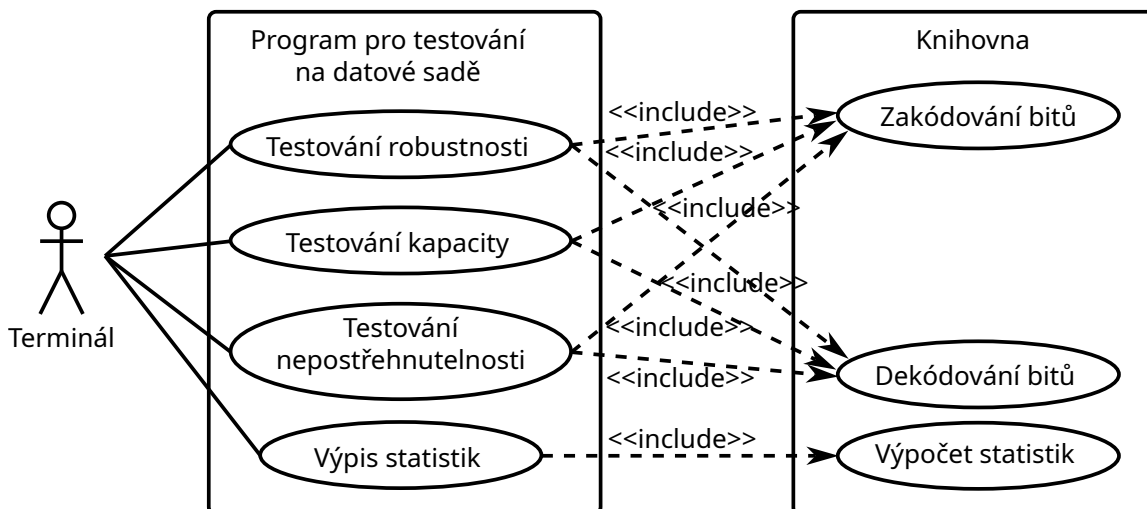 Program pro testování
na datové sadě
Knihovna
Testování robustnosti
<<include>>
Zakódování bitů
<<include>>
<<include>>
Testování kapacity
<<include>>
Terminál
Testování
nepostřehnutelnosti
<<include>>
<<include>>
Dekódování bitů
Výpis statistik
<<include>>
Výpočet statistik